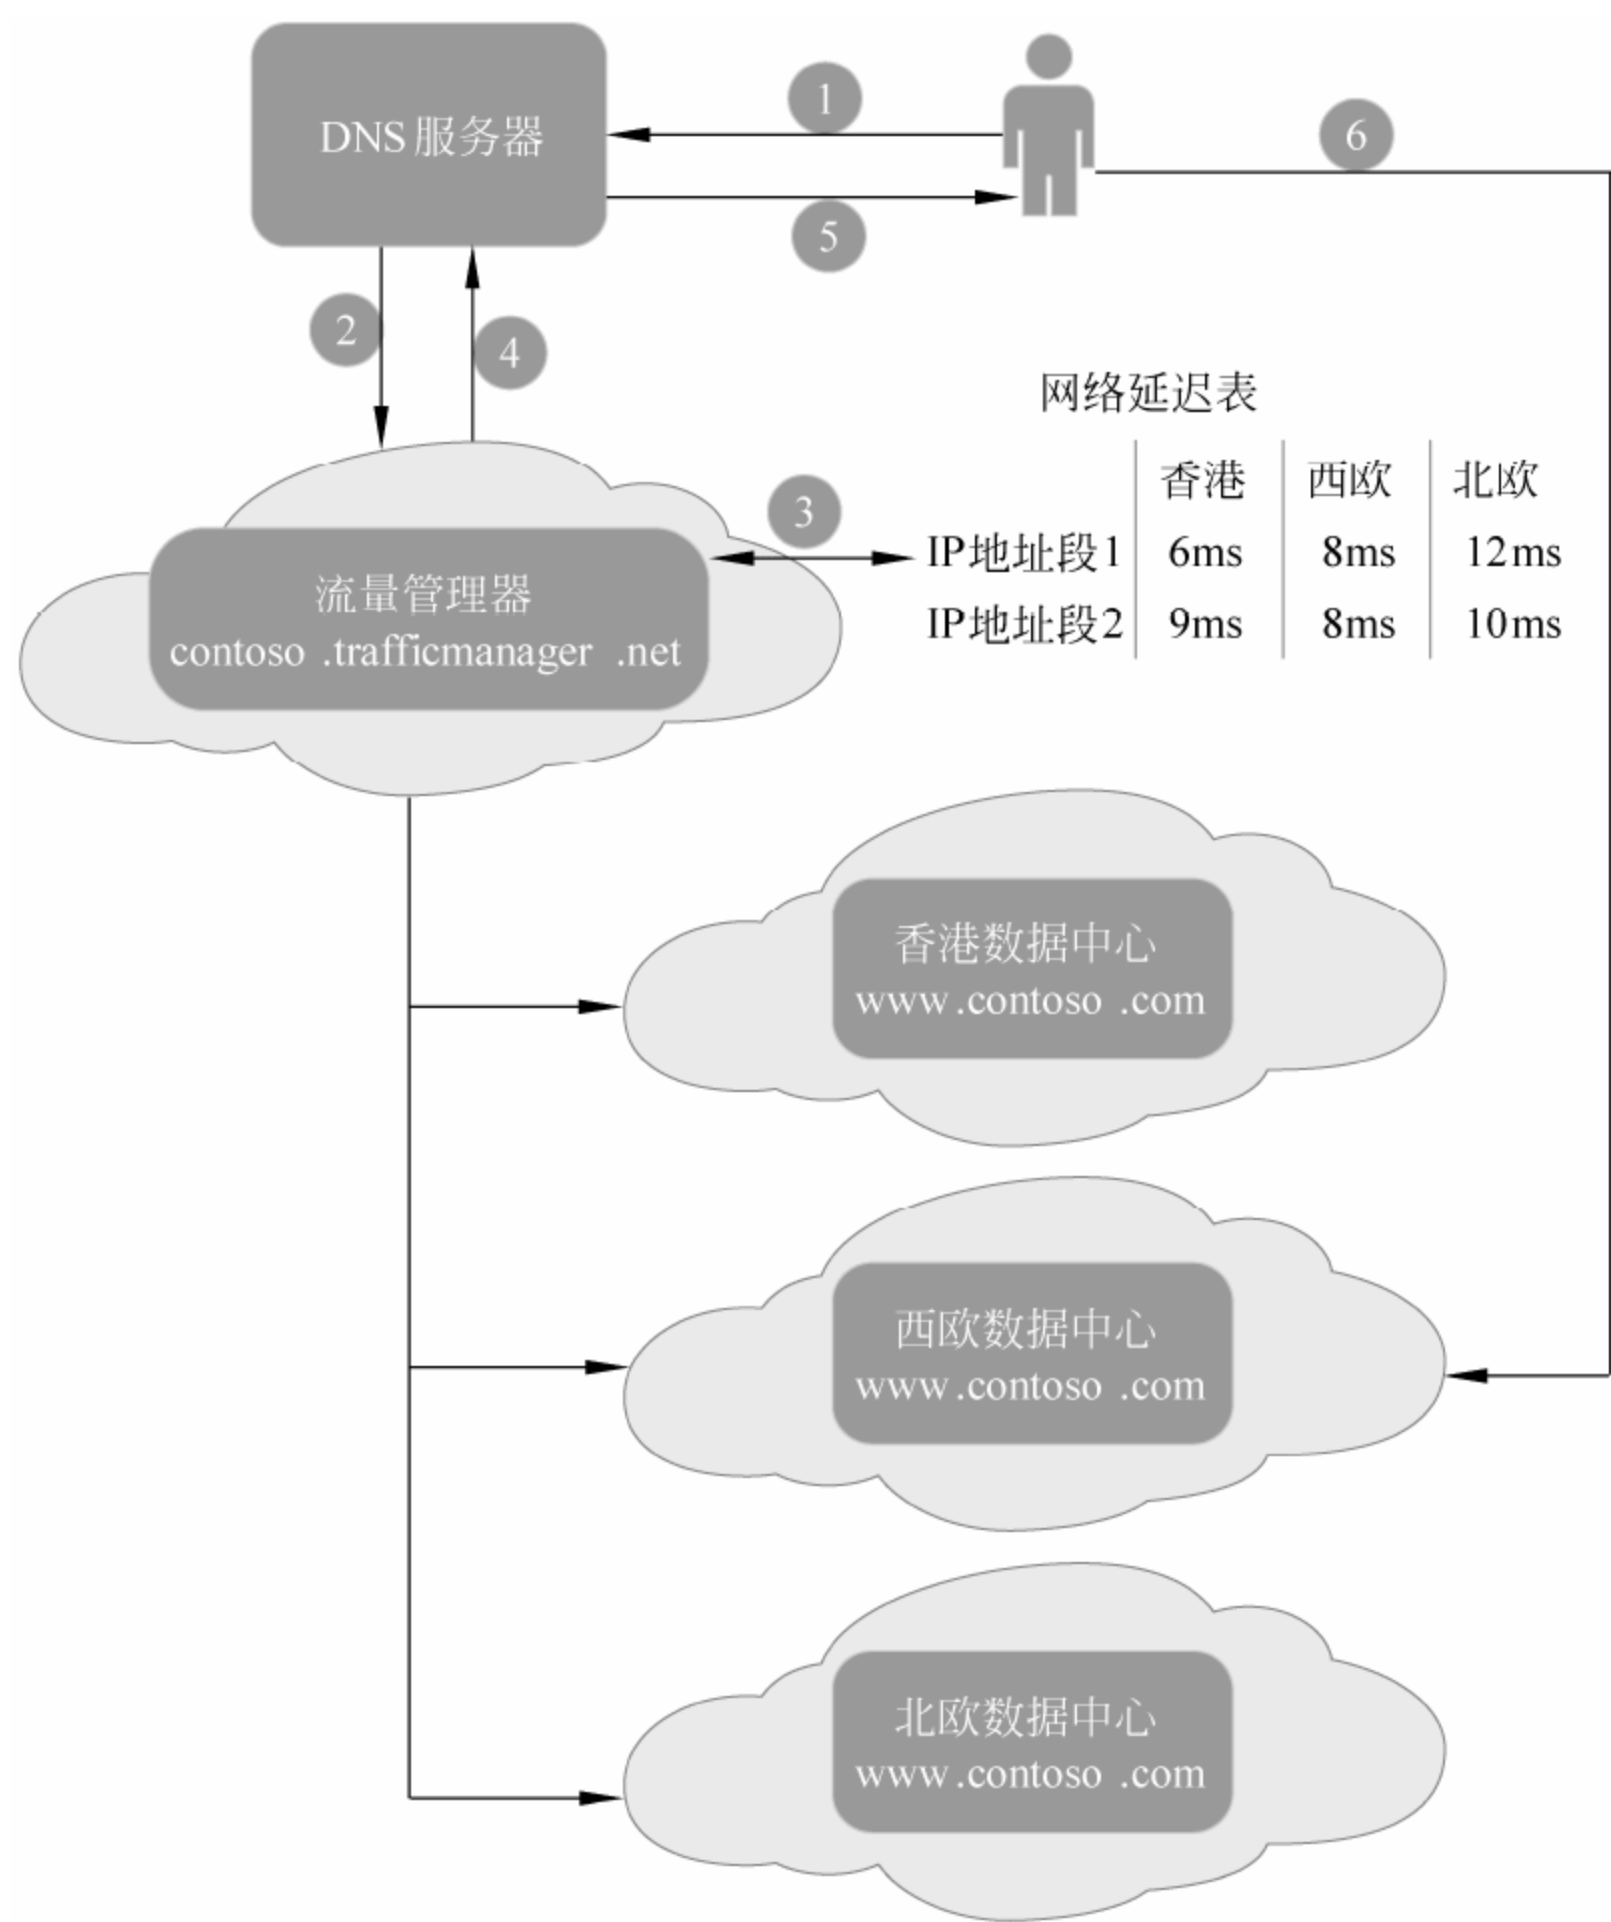 DNS服务器
1
6
5
2
4
网络延迟表
香港 西欧 北欧
3
IP地址段1 6ms 8ms 12ms
IP地址段2 9ms 8ms 10ms
流量管理器
contoso .trafficmanager .net
香港数据中心
www.contoso .com
西欧数据中心
www.contoso .com
北欧数据中心
www.contoso .com